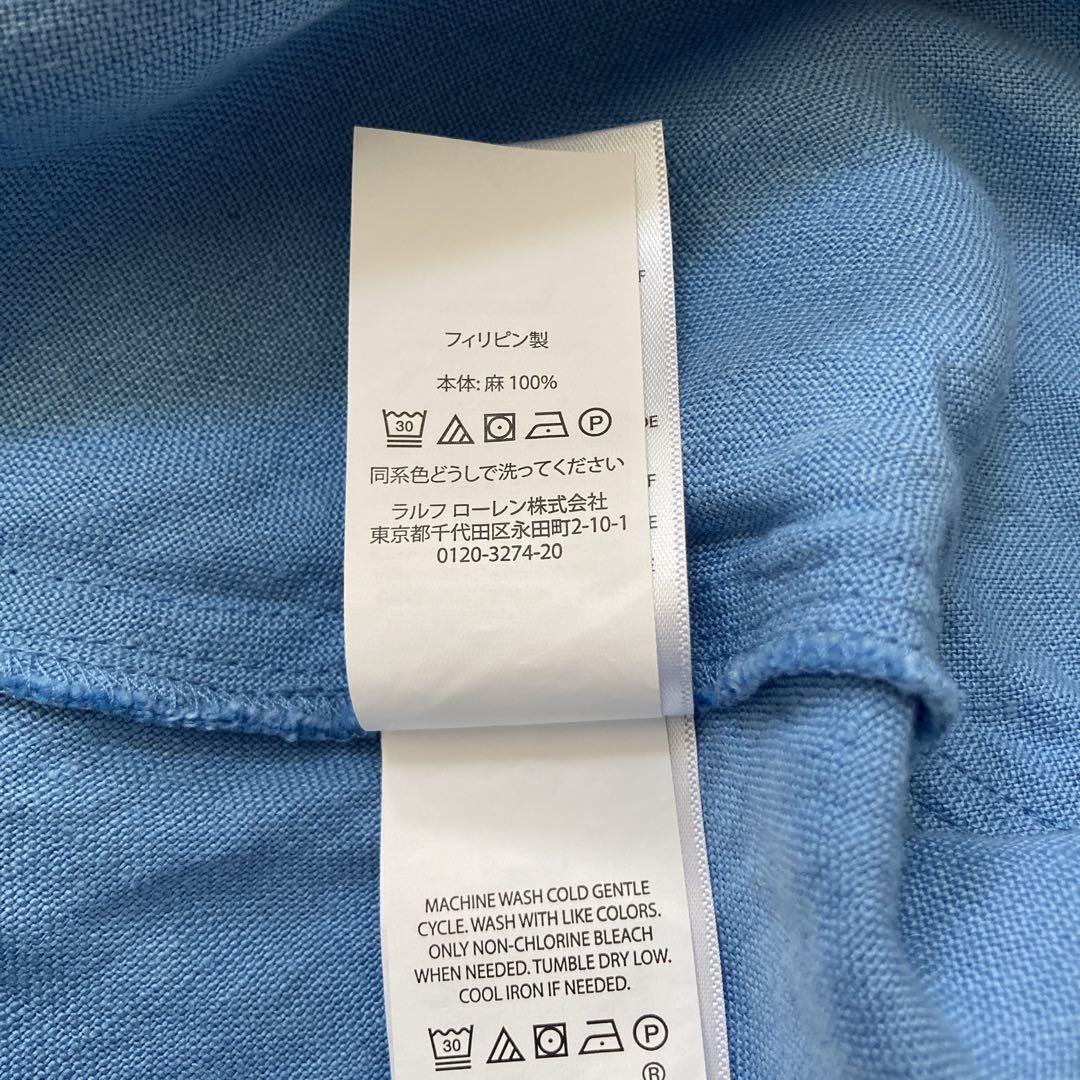 フィリピン製
本体: 麻 100%
30 P
同系色どうしで洗ってください
ラルフ ローレン株式会社
東京都千代田区永田町2-10-1
0120-3274-20
MACHINE WASH COLD GENTLE
CYCLE. WASH WITH LIKE COLORS.
ONLY NON-CHLORINE BLEACH
WHEN NEEDED. TUMBLE DRY LOW.
COOL IRON IF NEEDED.
30 P
®